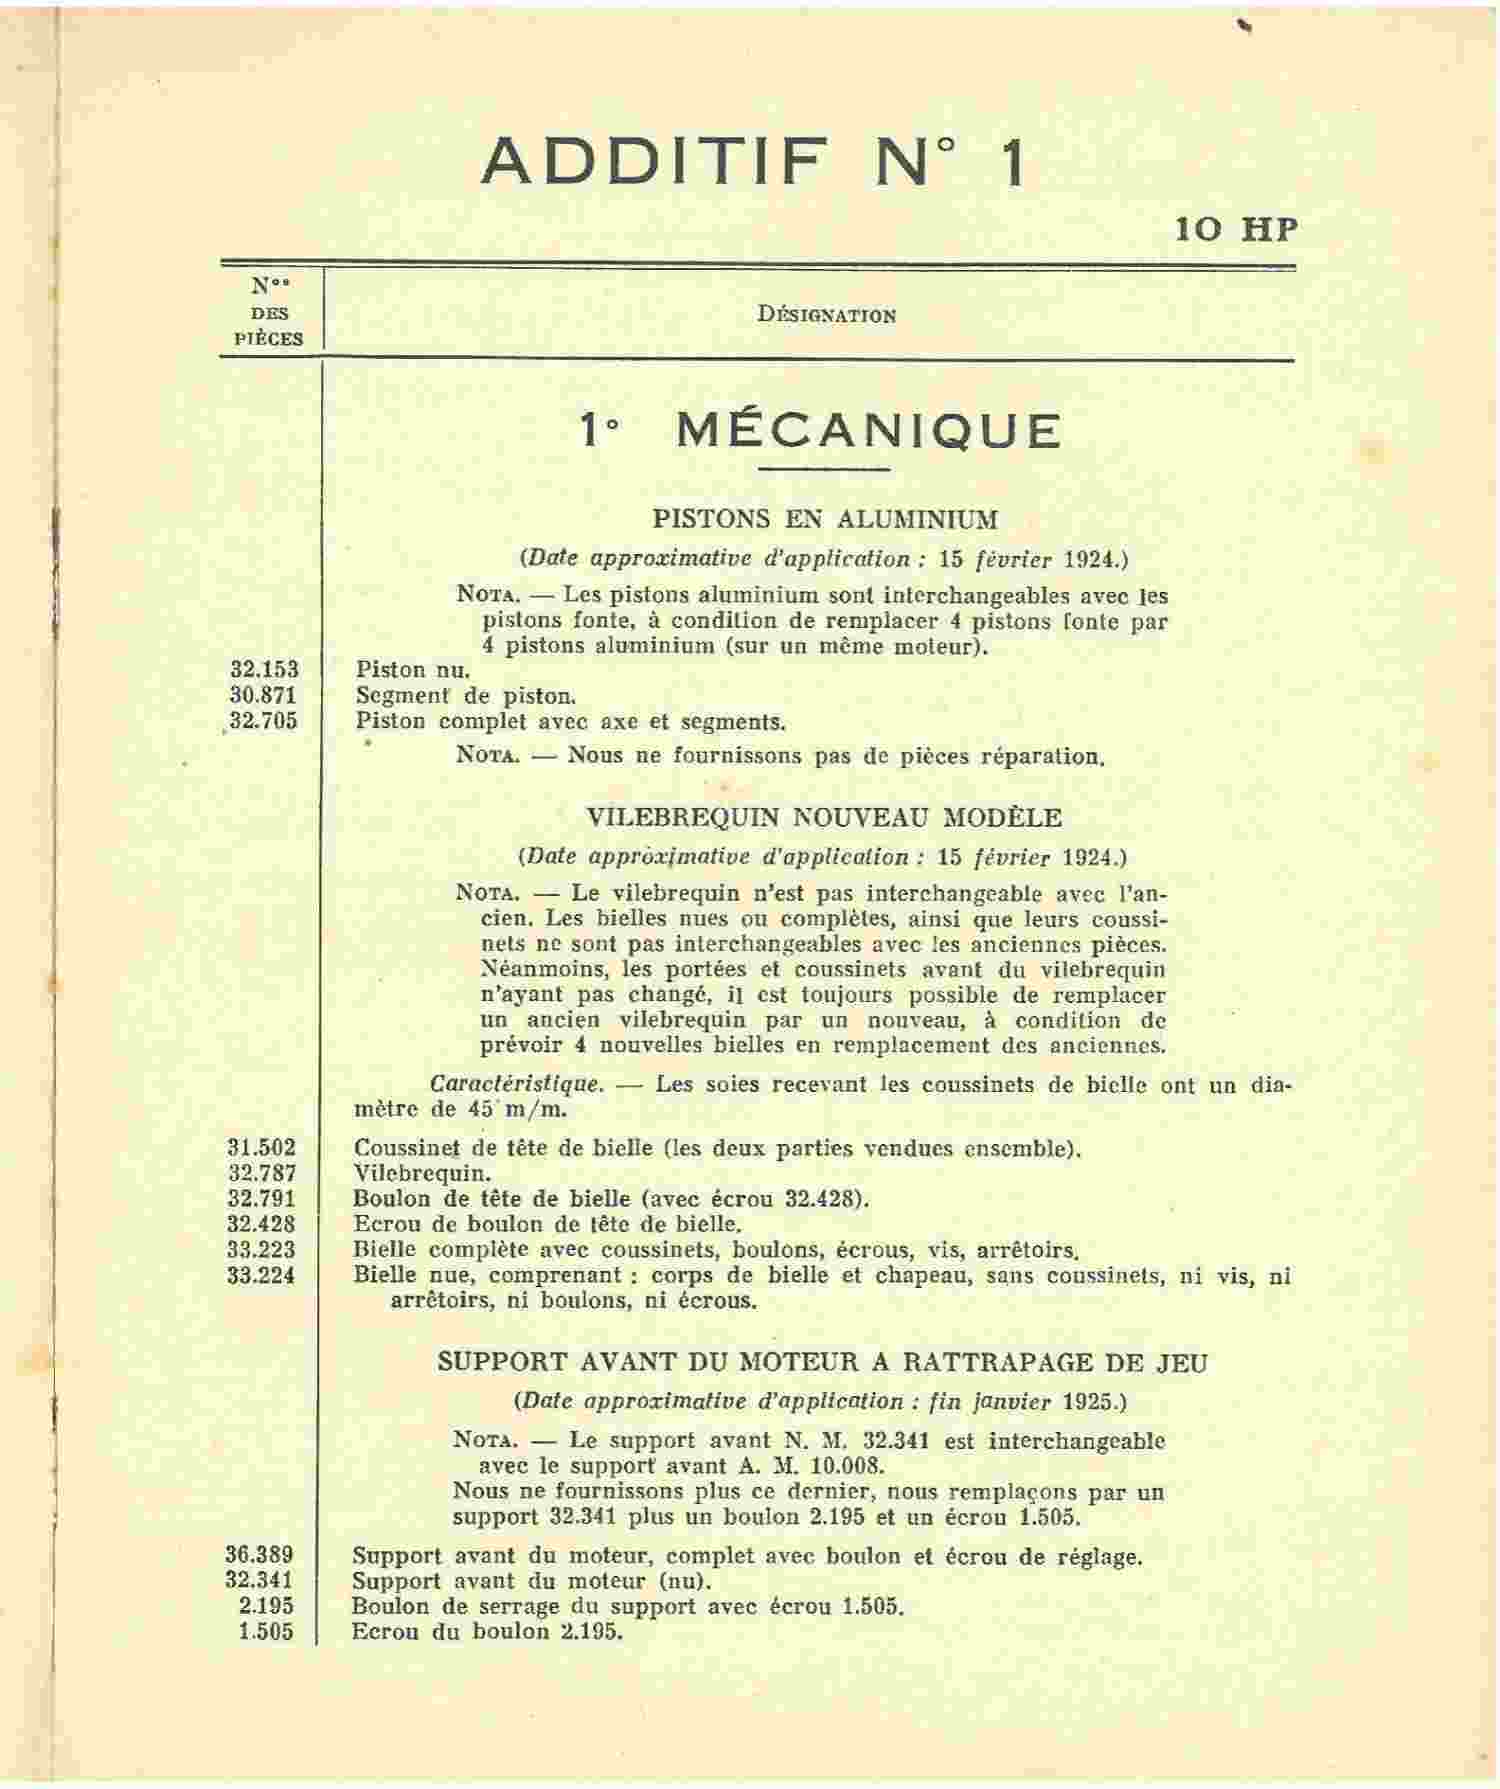 ADDITIF N° 1
10 HP
Nos
DES
PIÈCES
DÉSIGNATION
1° MÉCANIQUE
PISTONS EN ALUMINIUM
(Date approximative d'application : 15 février 1924.)
NOTA. — Les pistons aluminium sont interchangeables avec les
pistons fonte, à condition de remplacer 4 pistons fonte par
4 pistons aluminium (sur un même moteur).
32.153 Piston nu.
30.871 Segment de piston.
32.705 Piston complet avec axe et segments.
NOTA. — Nous ne fournissons pas de pièces réparation.
VILEBREQUIN NOUVEAU MODÈLE
(Date approximative d'application : 15 février 1924.)
NOTA. — Le vilebrequin n'est pas interchangeable avec l'an-
cien. Les bielles nues ou complètes, ainsi que leurs coussi-
nets ne sont pas interchangeables avec les anciennes pièces.
Néanmoins, les portées et coussinets avant du vilebrequin
n'ayant pas changé, il est toujours possible de remplacer
un ancien vilebrequin par un nouveau, à condition de
prévoir 4 nouvelles bielles en remplacement des anciennes.
Caractéristique. — Les soies recevant les coussinets de bielle ont un dia-
mètre de 45 m/m.
31.502 Coussinet de tête de bielle (les deux parties vendues ensemble).
32.787 Vilebrequin.
32.791 Boulon de tête de bielle (avec écrou 32.428).
32.428 Ecrou de boulon de tête de bielle.
33.223 Bielle complète avec coussinets, boulons, écrous, vis, arrêtoirs.
33.224 Bielle nue, comprenant : corps de bielle et chapeau, sans coussinets, ni vis, ni
arrêtoirs, ni boulons, ni écrous.
SUPPORT AVANT DU MOTEUR A RATTRAPAGE DE JEU
(Date approximative d'application : fin janvier 1925.)
NOTA. — Le support avant N. M. 32.341 est interchangeable
avec le support avant A. M. 10.008.
Nous ne fournissons plus ce dernier, nous remplaçons par un
support 32.341 plus un boulon 2.195 et un écrou 1.505.
36.389 Support avant du moteur, complet avec boulon et écrou de réglage.
32.341 Support avant du moteur (nu).
2.195 Boulon de serrage du support avec écrou 1.505.
1.505 Ecrou du boulon 2.195.